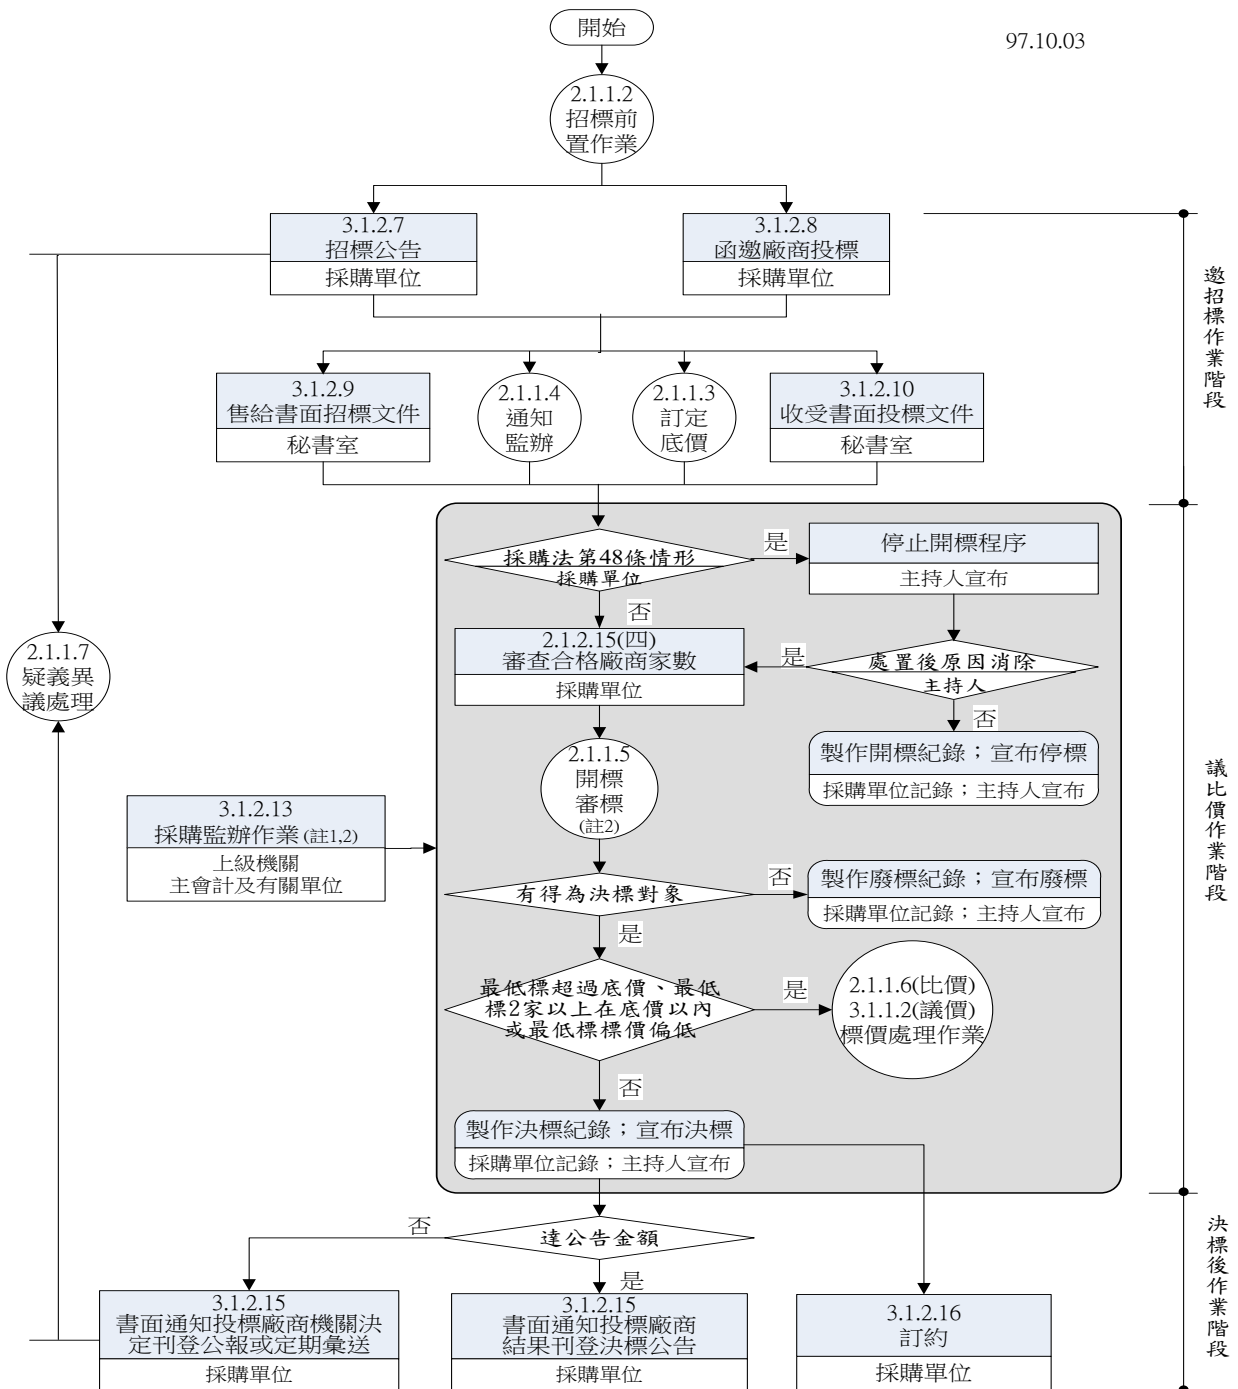 開始
97.10.03
2.1.1.2
招標前
置作業
3.1.2.7
招標公告
採購單位
3.1.2.8
函邀廠商投標
採購單位
邀招標作業階段
3.1.2.9
售給書面招標文件
秘書室
2.1.1.4
通知
監辦
2.1.1.3
訂定
底價
3.1.2.10
收受書面投標文件
秘書室
採購法第48條情形
採購單位
是
停止開標程序
主持人宣布
否
2.1.2.15(四)
審查合格廠商家數
採購單位
是
處置後原因消除
主持人
否
製作開標紀錄；宣布停標
採購單位記錄；主持人宣布
2.1.1.7
疑義異
議處理
2.1.1.5
開標
審標
(註2)
議比價作業階段
3.1.2.13
採購監辦作業(註1,2)
上級機關
主會計及有關單位
有得為決標對象
否
製作廢標紀錄；宣布廢標
採購單位記錄；主持人宣布
是
最低標超過底價、最低
標2家以上在底價以內
或最低標標價偏低
是
2.1.1.6(比價)
3.1.1.2(議價)
標價處理作業
否
製作決標紀錄；宣布決標
採購單位記錄；主持人宣布
決標後作業階段
達公告金額
否
是
3.1.2.15
書面通知投標廠商機關決
定刊登公報或定期彙送
採購單位
3.1.2.15
書面通知投標廠商
結果刊登決標公告
採購單位
3.1.2.16
訂約
採購單位